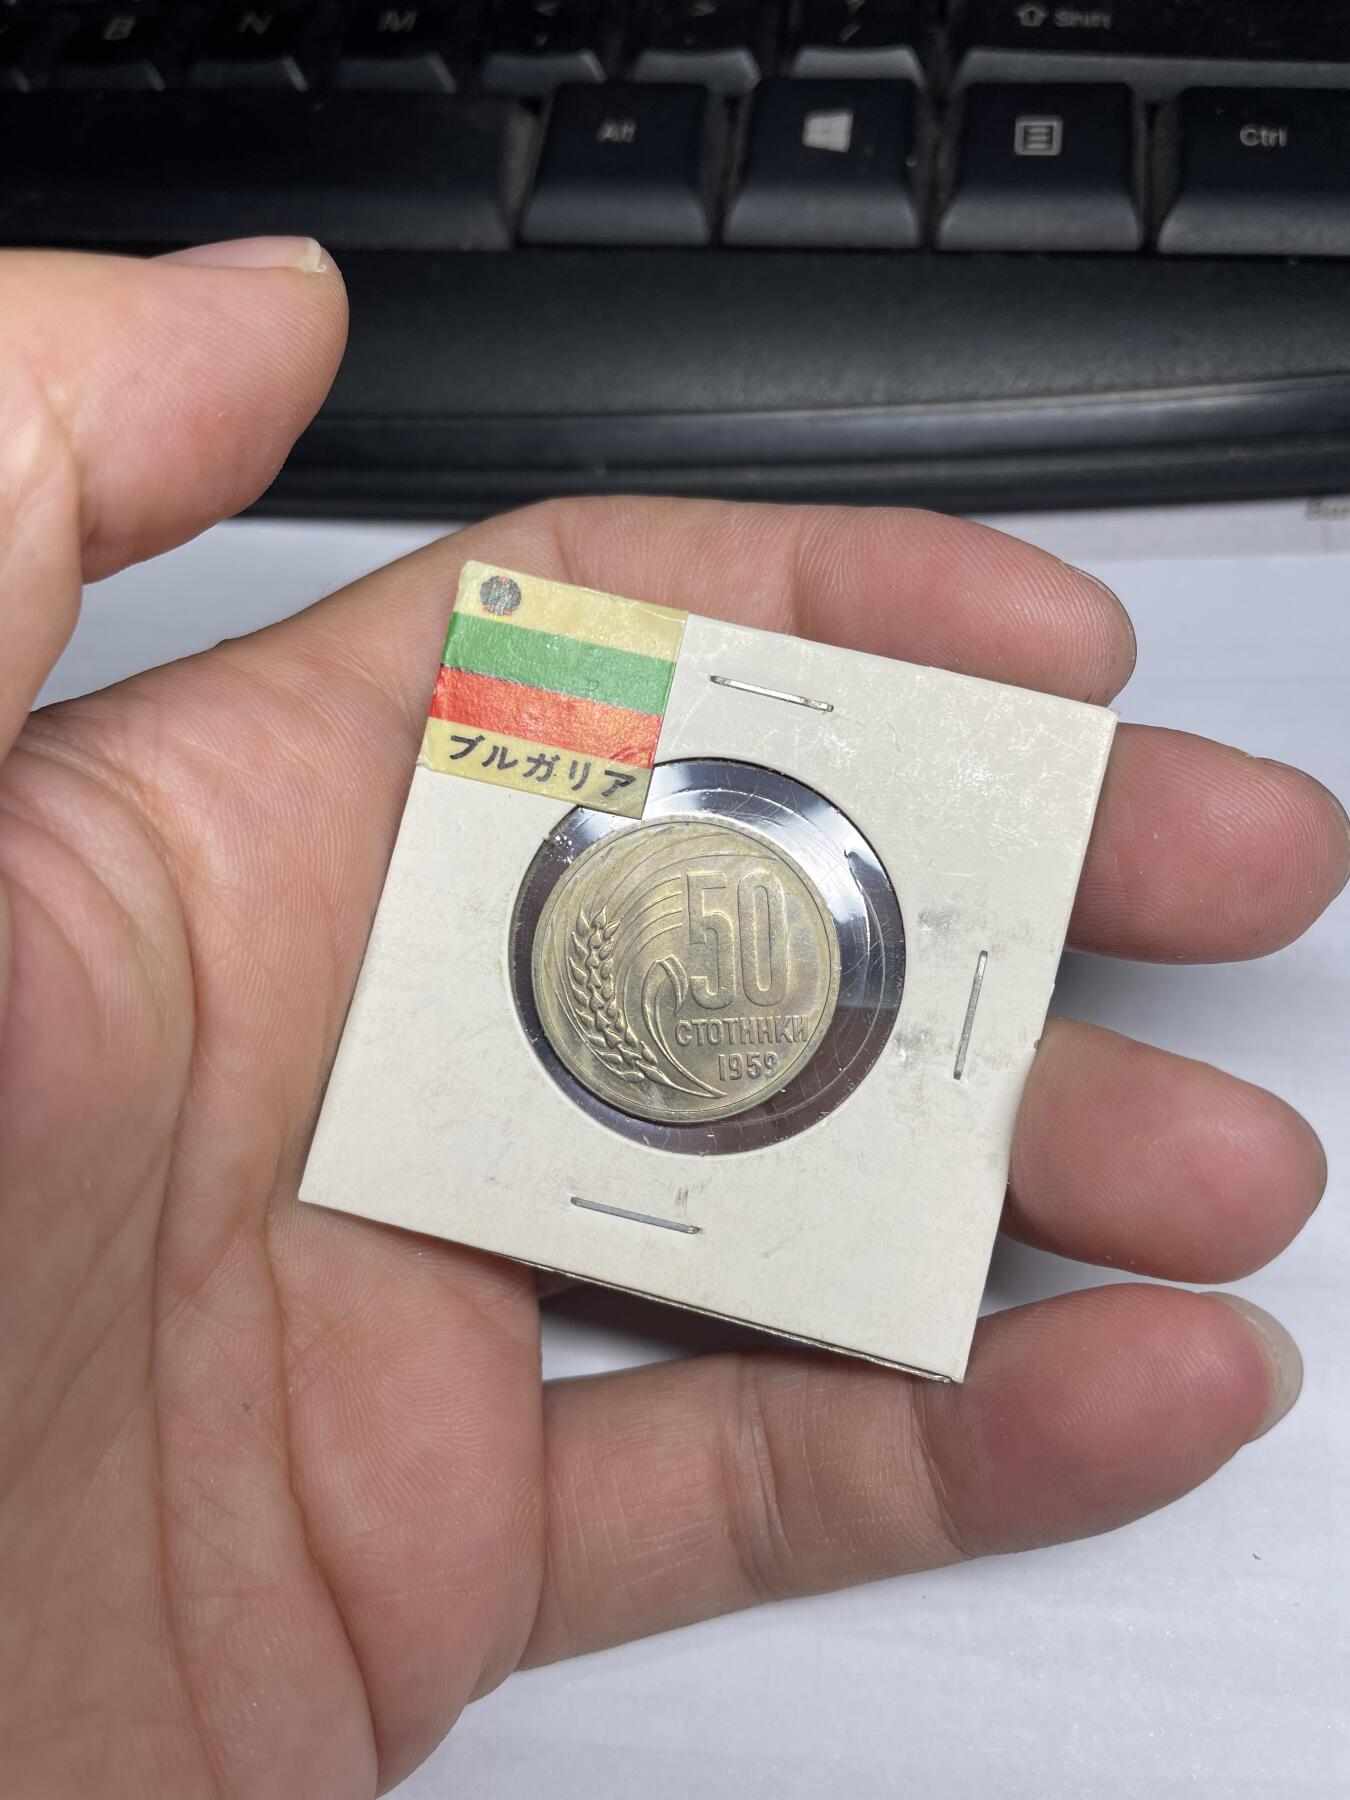 B N M
Shift
Alt
Ctrl
ブルガリア
50
СТОТИНКИ
1959